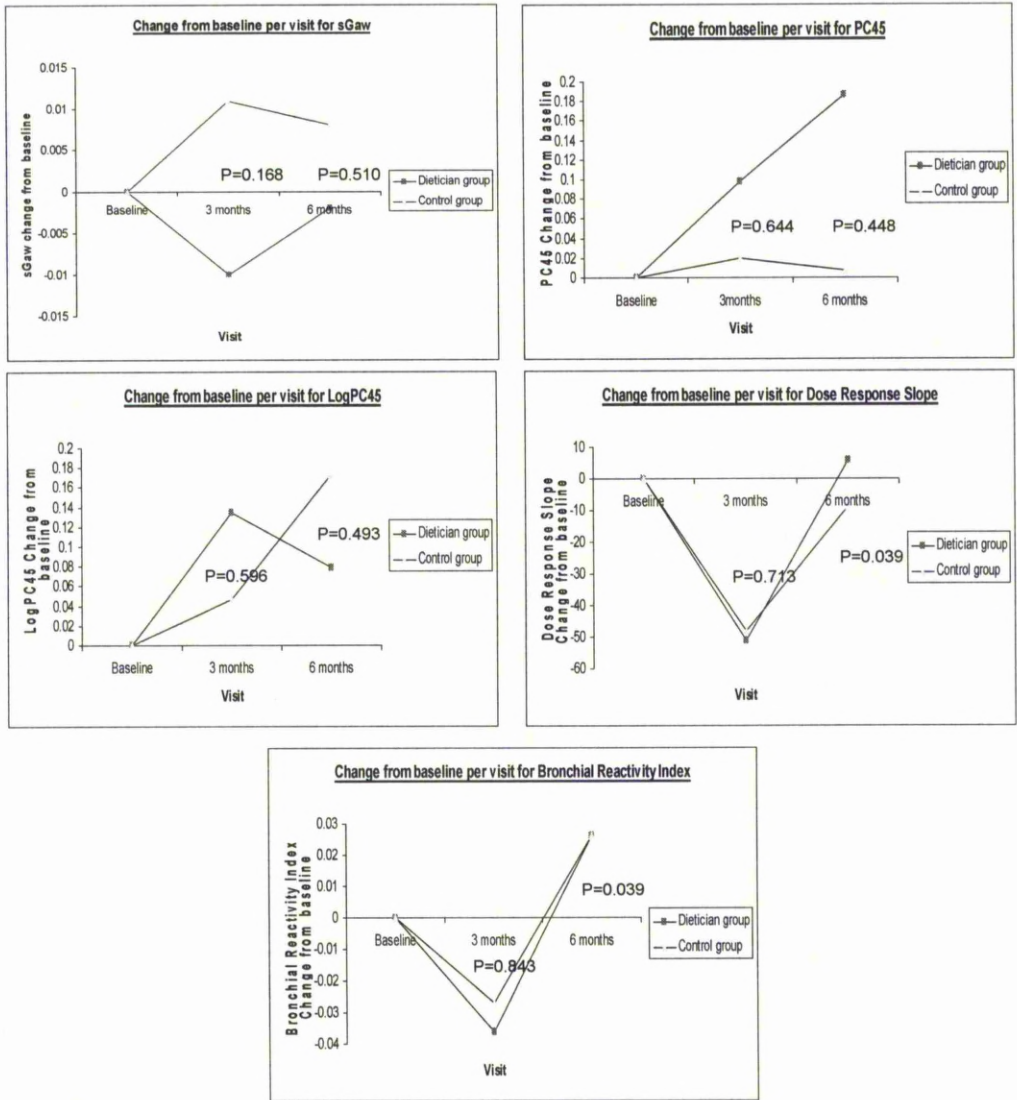 Change from baseline per visit for sGaw
sGaw change from baseline
0.015
0.01
0.005
0
-0.005
-0.01
-0.015
P=0.168
P=0.510
Baseline
3 months
6 months
Visit
Dietician group
Control group
Change from baseline per visit for PC45
PC45 Change from baseline
0.2
0.18
0.16
0.14
0.12
0.1
0.08
0.06
0.04
0.02
0
P=0.644
P=0.448
Baseline
3months
6 months
Visit
Dietician group
Control group
Change from baseline per visit for LogPC45
LogPC45 Change from
baseline
0.2
0.18
0.16
0.14
0.12
0.1
0.08
0.06
0.04
0.02
0
P=0.596
P=0.493
Baseline
3 months
6 months
Visit
Dietician group
Control group
Change from baseline per visit for Dose Response Slope
Dose Response Slope
Change from baseline
10
0
-10
-20
-30
-40
-50
-60
Baseline
3 months
6 months
P=0.713
P=0.039
Visit
Dietician group
Control group
Change from baseline per visit for Bronchial Reactivity Index
Bronchial Reactivity Index
Change from baseline
0.03
0.02
0.01
0
-0.01
-0.02
-0.03
-0.04
P=0.039
Baseline
3 months
6 months
P=0.843
Visit
Dietician group
Control group